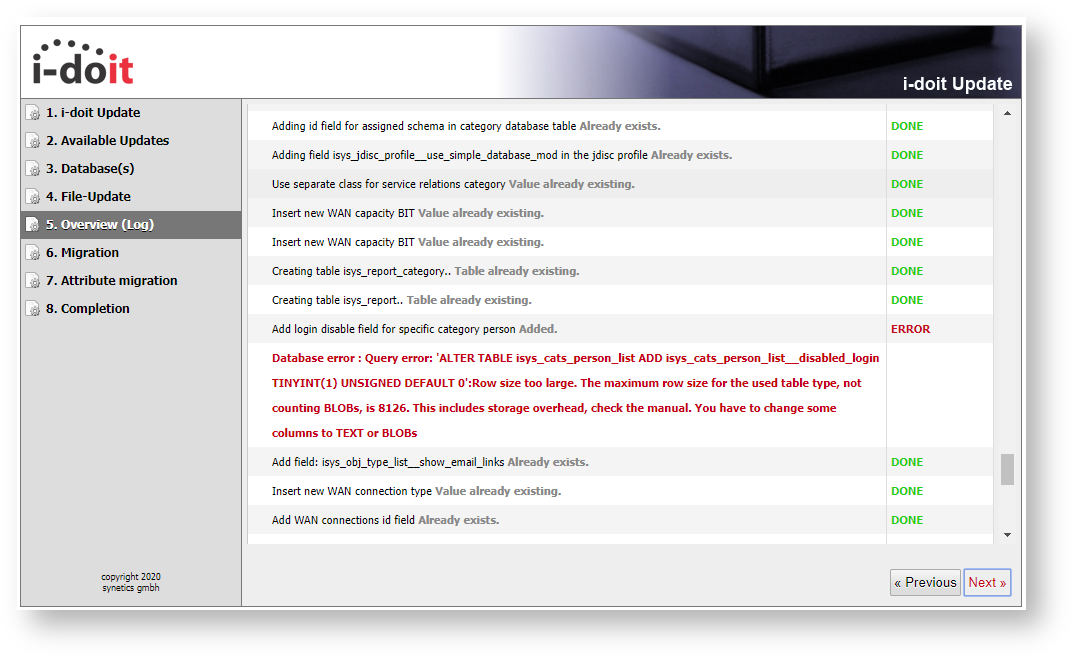 i-doit
i-doit Update
1. i-doit Update
2. Available Updates
3. Database(s)
4. File-Update
5. Overview (Log)
6. Migration
7. Attribute migration
8. Completion
copyright 2020
synetics gmbh
Adding id field for assigned schema in category database table Already exists. DONE
Adding field isys_jdisc_profile__use_simple_database_mod in the jdisc profile Already exists. DONE
Use separate class for service relations category Value already existing. DONE
Insert new WAN capacity BIT Value already existing. DONE
Insert new WAN capacity BIT Value already existing. DONE
Creating table isys_report_category.. Table already existing. DONE
Creating table isys_report.. Table already existing. DONE
Add login disable field for specific category person Added. ERROR
Database error : Query error: 'ALTER TABLE isys_cats_person_list ADD isys_cats_person_list__disabled_login
TINYINT(1) UNSIGNED DEFAULT 0':Row size too large. The maximum row size for the used table type, not
counting BLOBs, is 8126. This includes storage overhead, check the manual. You have to change some
columns to TEXT or BLOBs
Add field: isys_obj_type_list__show_email_links Already exists. DONE
Insert new WAN connection type Value already existing. DONE
Add WAN connections id field Already exists. DONE
« Previous Next »